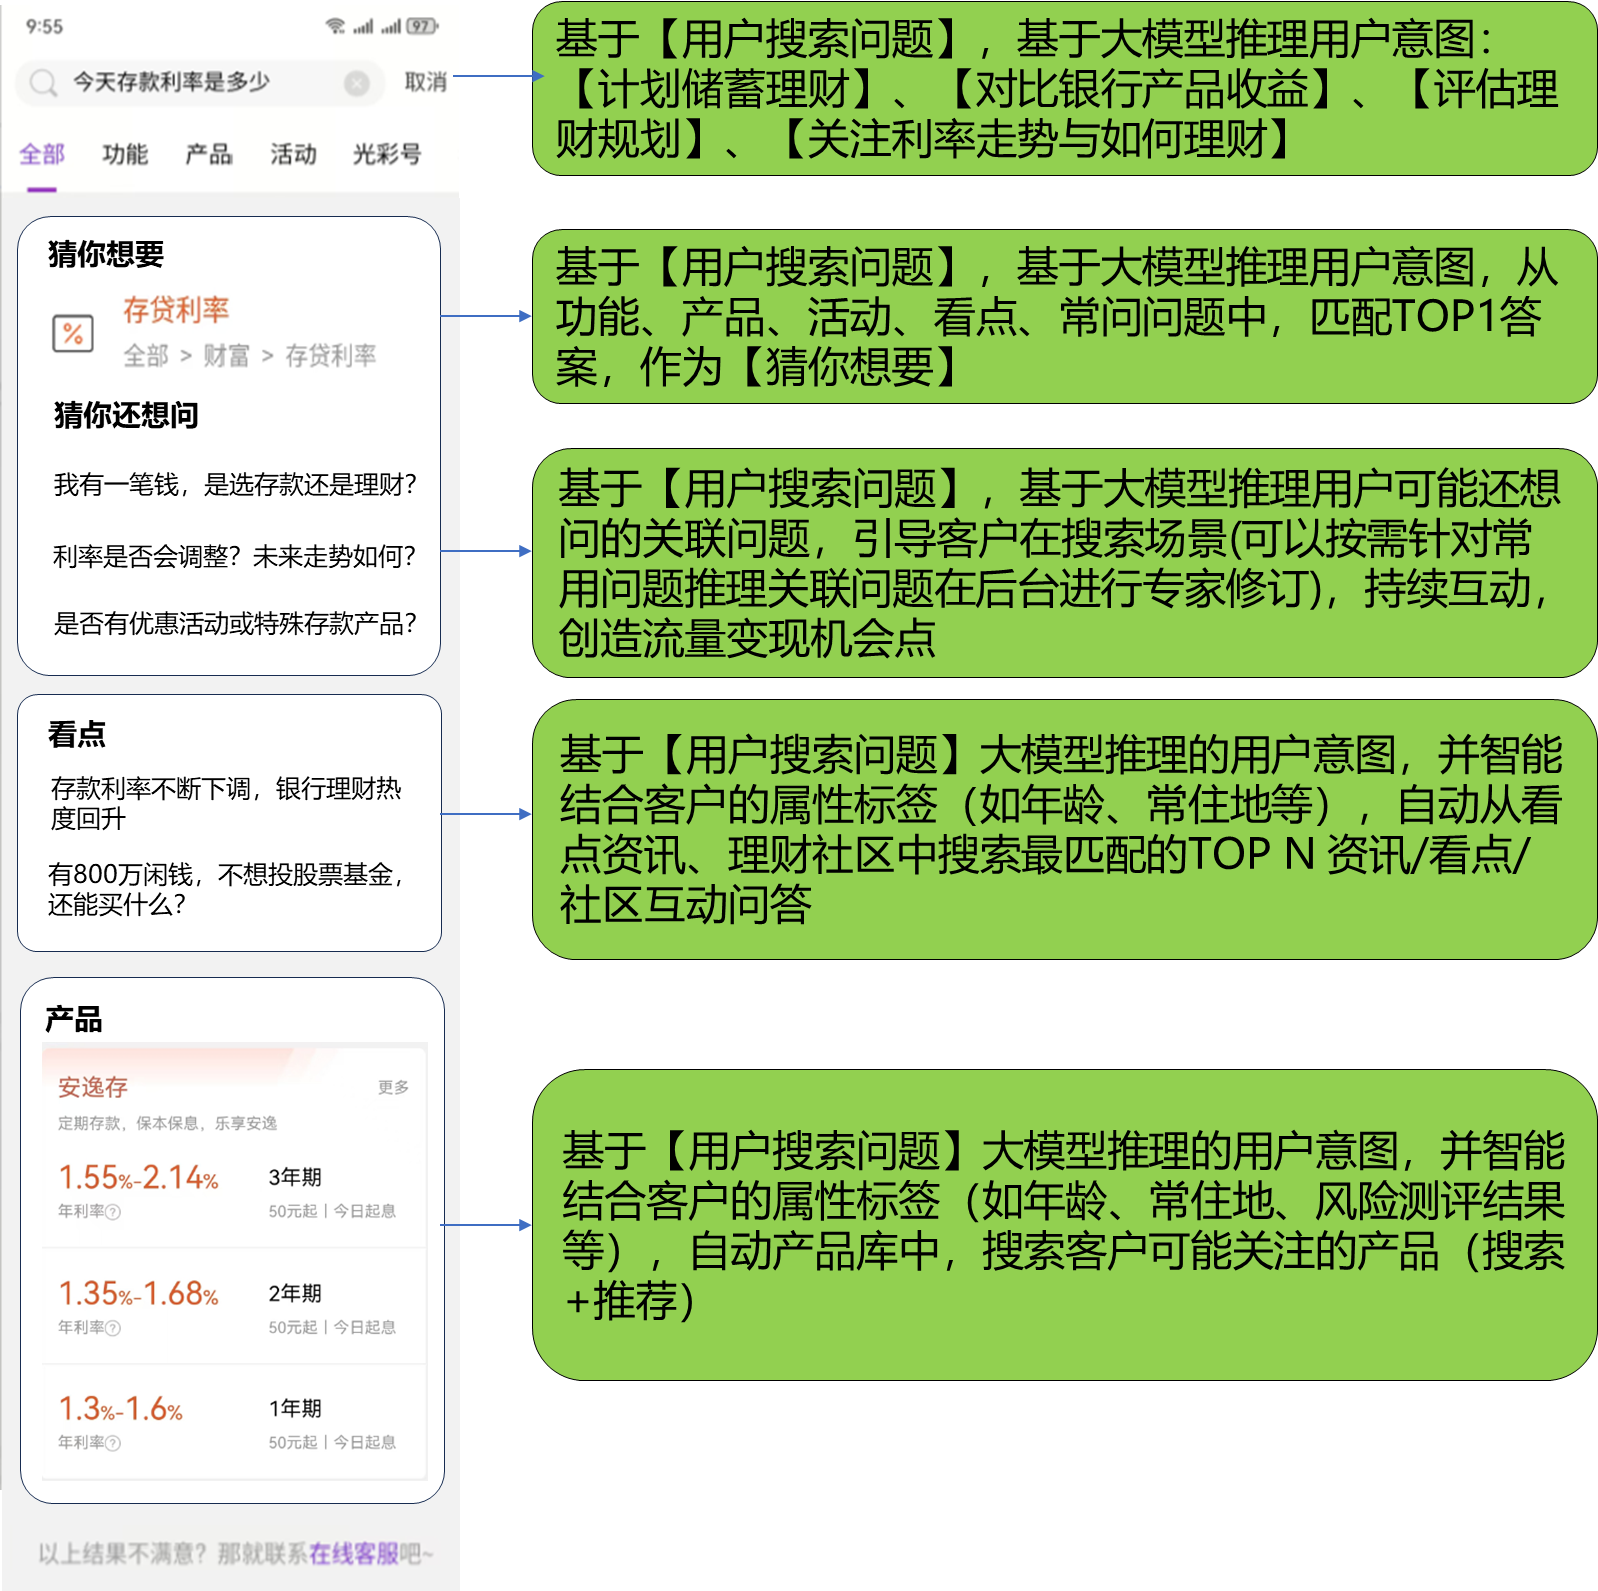 9:55
97
今天存款利率是多少
取消
全部 功能 产品 活动 光彩号
猜你想要
存贷利率
全部 > 财富 > 存贷利率
猜你还想问
我有一笔钱，是选存款还是理财？
利率是否会调整？未来走势如何？
是否有优惠活动或特殊存款产品？
看点
存款利率不断下调，银行理财热
度回升
有800万闲钱，不想投股票基金，
还能买什么？
产品
安逸存
更多
定期存款，保本保息，乐享安逸
1.55%-2.14% 3年期
年利率? 50元起丨今日起息
1.35%-1.68% 2年期
年利率? 50元起丨今日起息
1.3%-1.6% 1年期
年利率? 50元起丨今日起息
以上结果不满意？那就联系在线客服吧~
基于【用户搜索问题】，基于大模型推理用户意图：
【计划储蓄理财】、【对比银行产品收益】、【评估理
财规划】、【关注利率走势与如何理财】
基于【用户搜索问题】，基于大模型推理用户意图，从
功能、产品、活动、看点、常问问题中，匹配TOP1答
案，作为【猜你想要】
基于【用户搜索问题】，基于大模型推理用户可能还想
问的关联问题，引导客户在搜索场景(可以按需针对常
用问题推理关联问题在后台进行专家修订)，持续互动，
创造流量变现机会点
基于【用户搜索问题】大模型推理的用户意图，并智能
结合客户的属性标签（如年龄、常住地等），自动从看
点资讯、理财社区中搜索最匹配的TOP N 资讯/看点/
社区互动问答
基于【用户搜索问题】大模型推理的用户意图，并智能
结合客户的属性标签（如年龄、常住地、风险测评结果
等），自动产品库中，搜索客户可能关注的产品（搜索
+推荐）